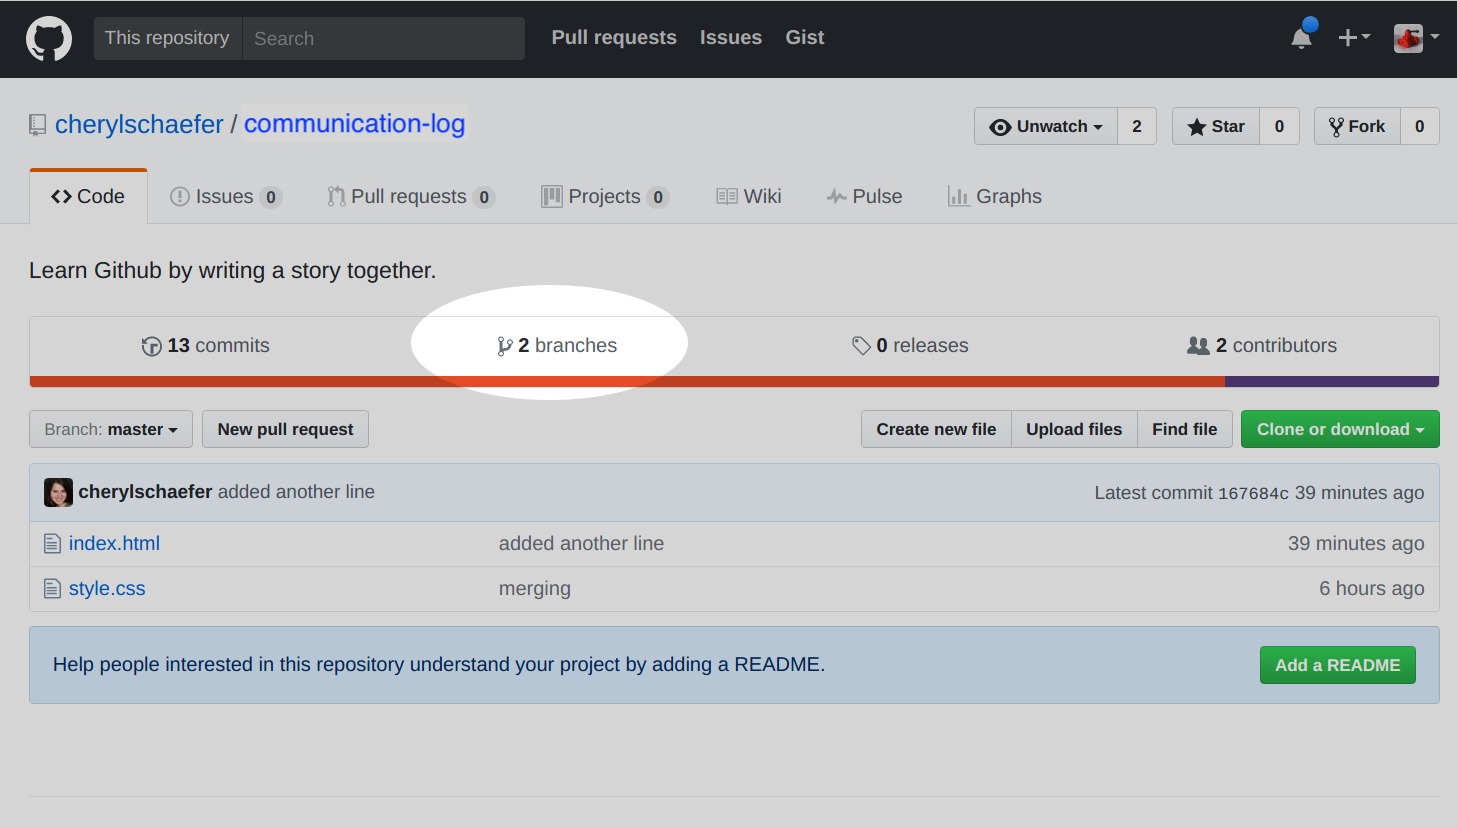 This repository Search Pull requests Issues Gist
cherylschaefer / communication-log Unwatch 2 Star 0 Fork 0
Code Issues 0 Pull requests 0 Projects 0 Wiki Pulse Graphs
Learn Github by writing a story together.
13 commits 2 branches 0 releases 2 contributors
Branch: master New pull request Create new file Upload files Find file Clone or download
cherylschaefer added another line Latest commit 167684c 39 minutes ago
index.html added another line 39 minutes ago
style.css merging 6 hours ago
Help people interested in this repository understand your project by adding a README. Add a README